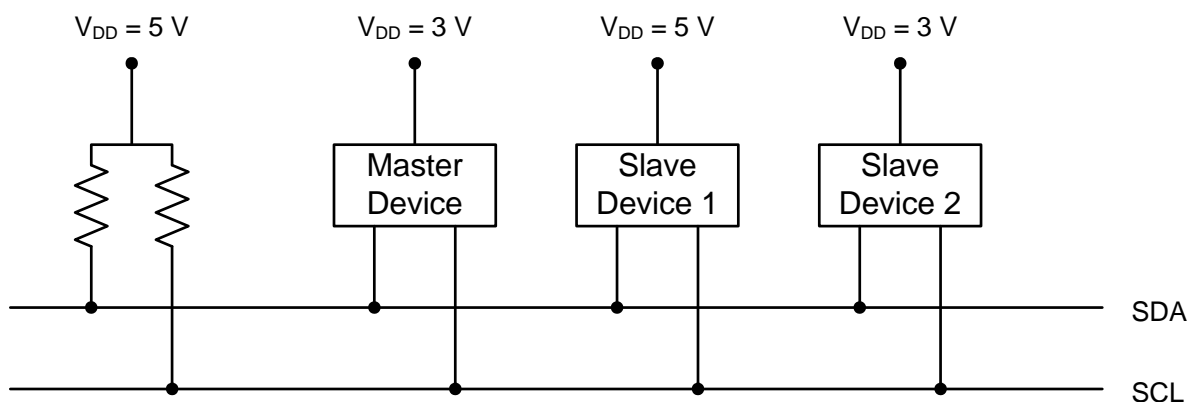 V_DD = 5 V
V_DD = 3 V
V_DD = 5 V
V_DD = 3 V
Master
Device
Slave
Device 1
Slave
Device 2
SDA
SCL